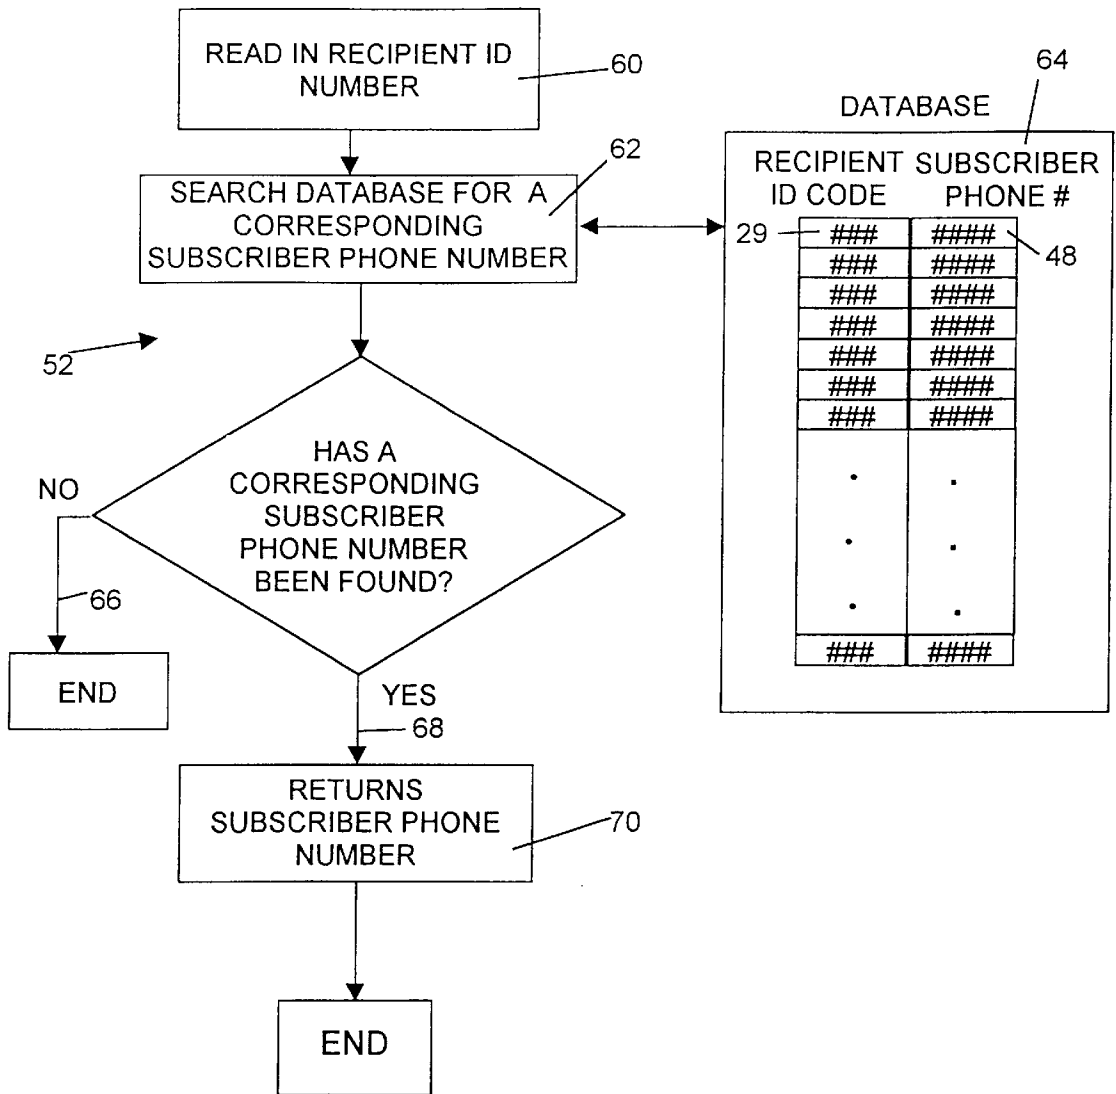 READ IN RECIPIENT ID
NUMBER
60
64
DATABASE
62
SEARCH DATABASE FOR A
CORRESPONDING
SUBSCRIBER PHONE NUMBER
RECIPIENT SUBSCRIBER
ID CODE PHONE #
29 ### #### 48
### ####
### ####
### ####
### ####
### ####
### ####
### ####
52
HAS A
CORRESPONDING
SUBSCRIBER
PHONE NUMBER
BEEN FOUND?
NO
66
END
YES
68
RETURNS
SUBSCRIBER PHONE
NUMBER
70
END